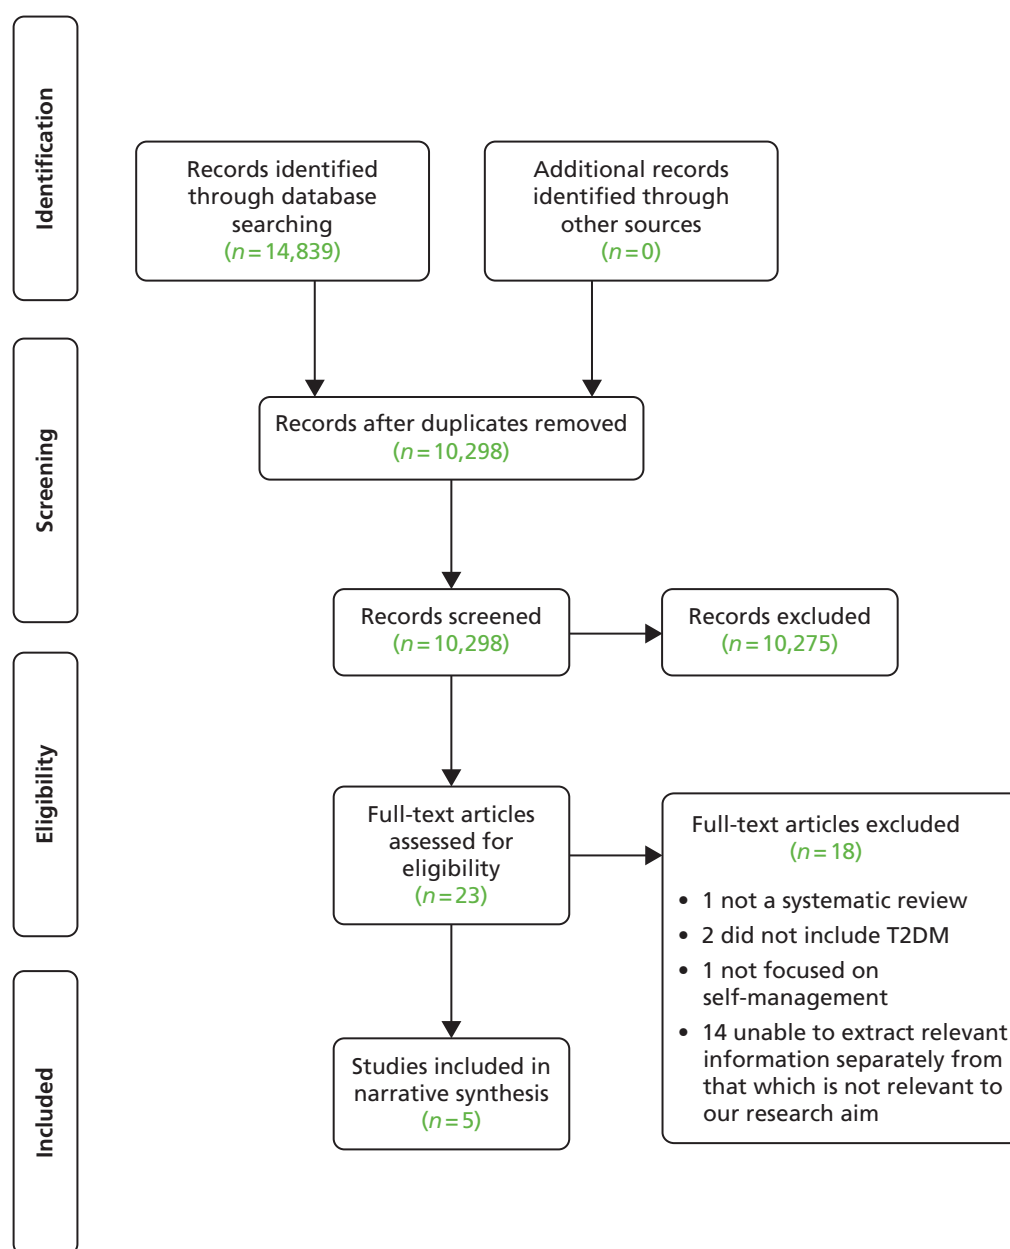 Identification
Records identified
through database
searching
(n=14,839)
Additional records
identified through
other sources
(n=0)
Screening
Records after duplicates removed
(n=10,298)
Records screened
(n=10,298)
Records excluded
(n=10,275)
Eligibility
Full-text articles
assessed for
eligibility
(n=23)
Full-text articles excluded
(n=18)
• 1 not a systematic review
• 2 did not include T2DM
• 1 not focused on
self-management
• 14 unable to extract relevant
information separately from
that which is not relevant to
our research aim
Included
Studies included in
narrative synthesis
(n=5)